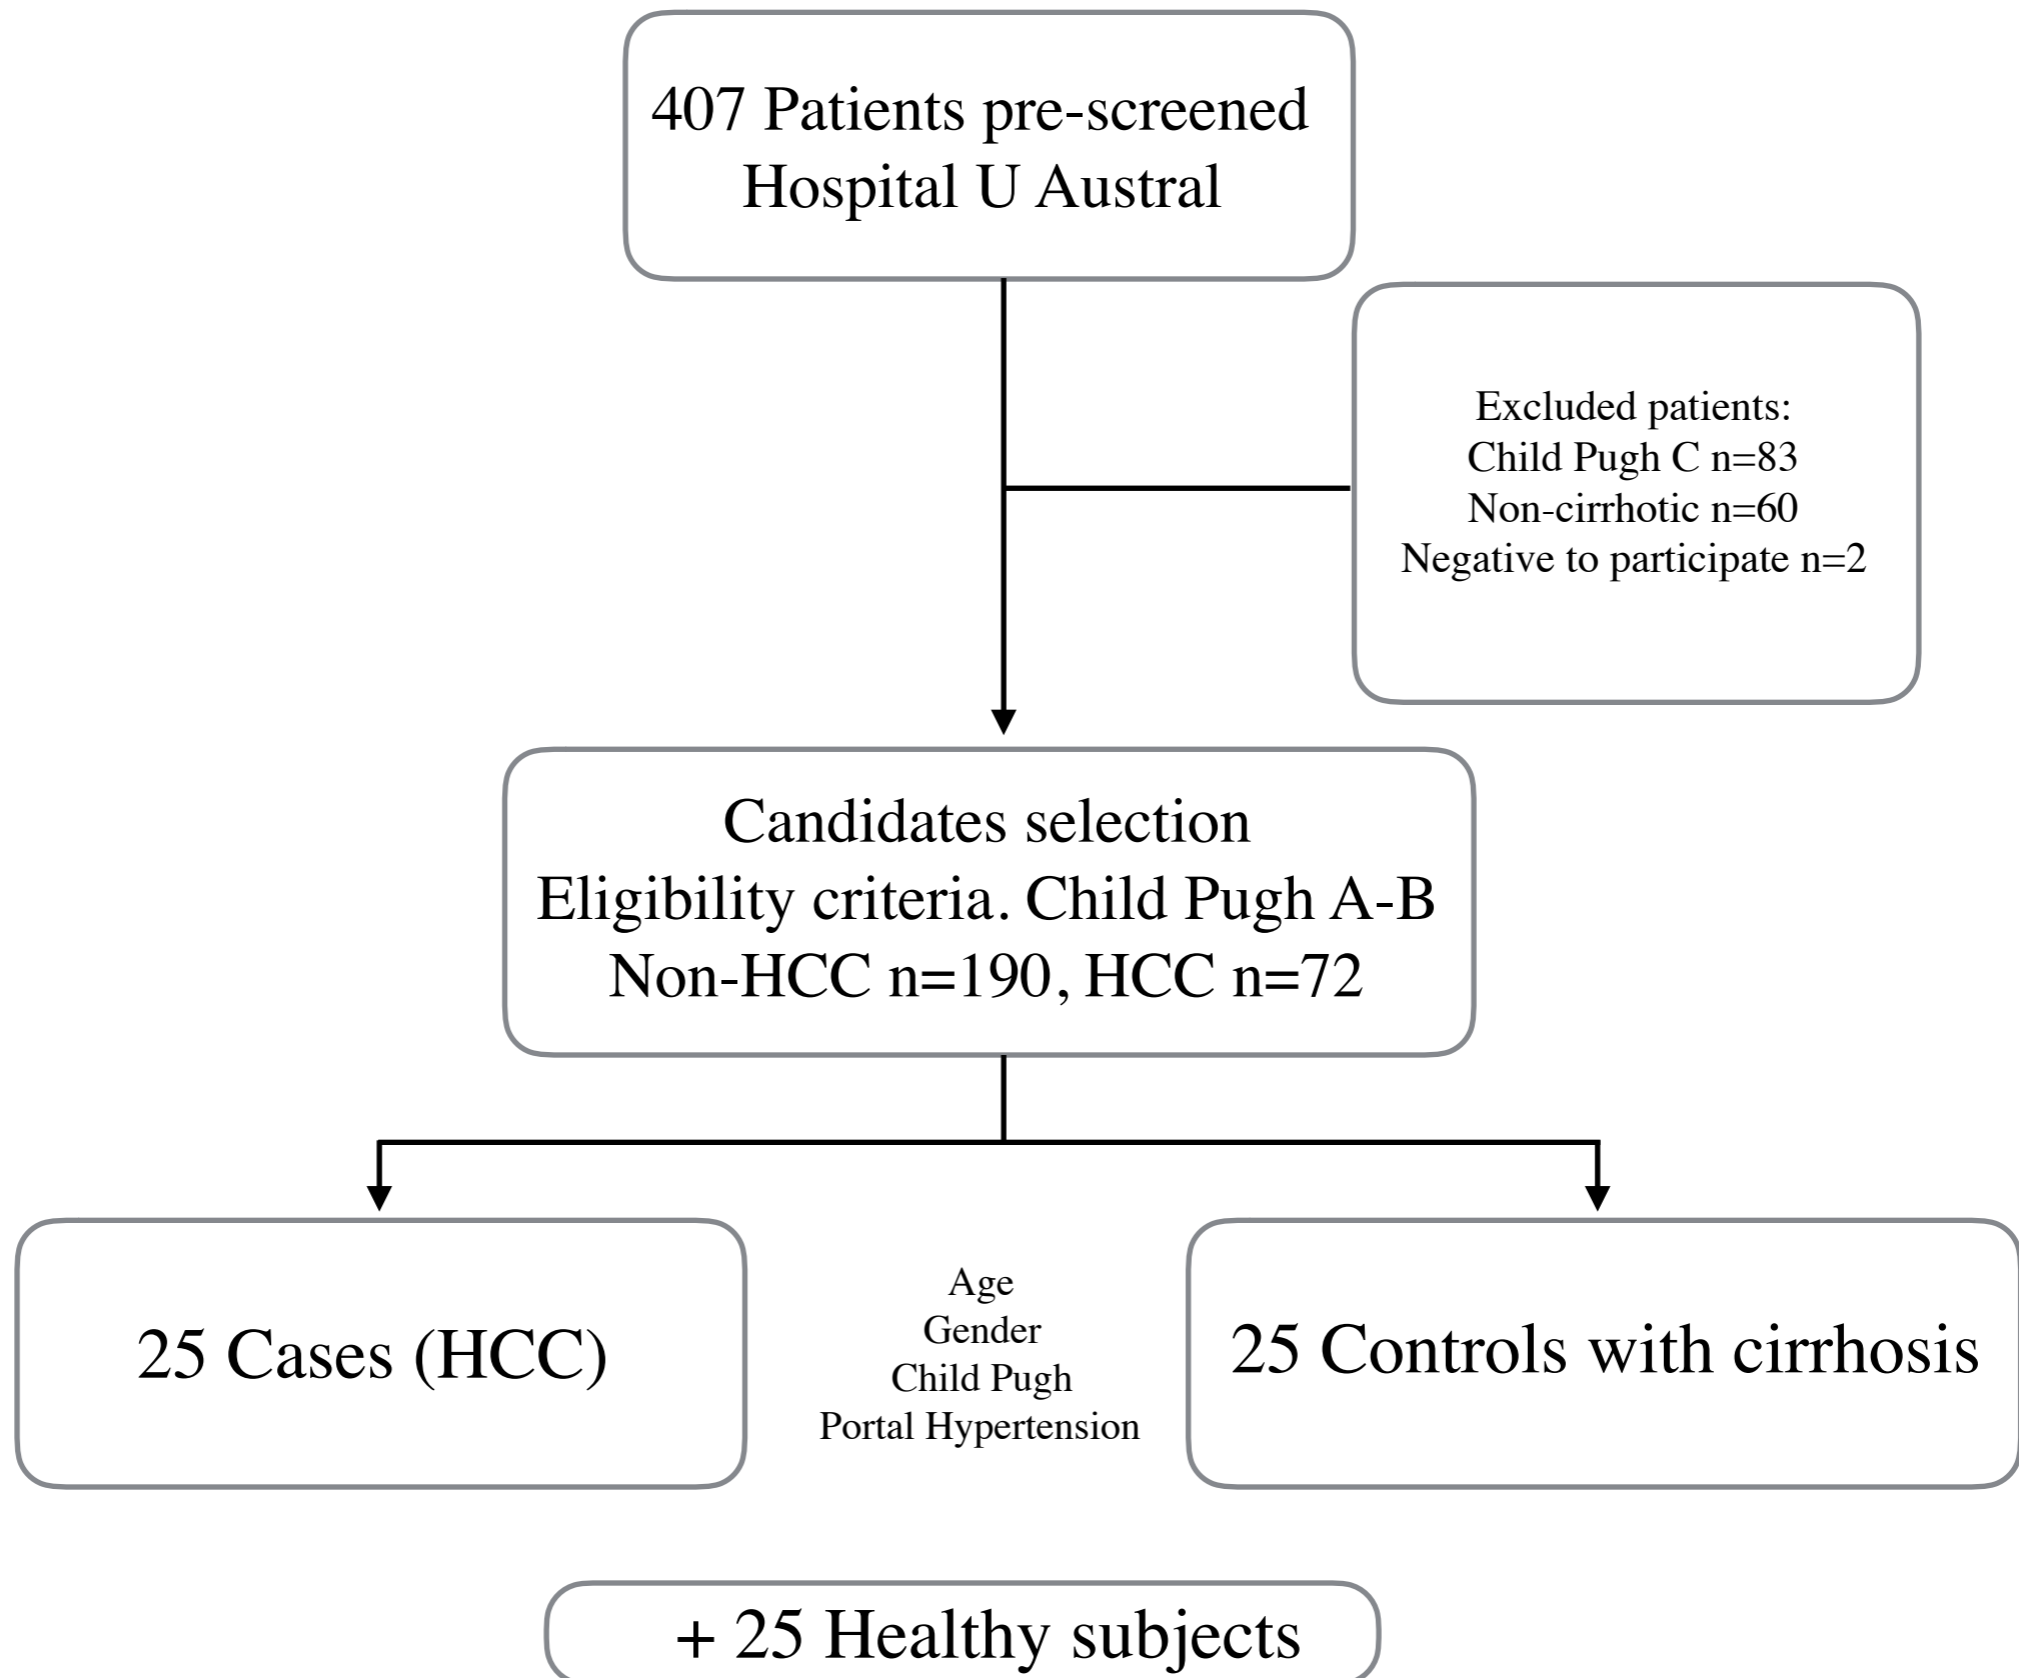 407 Patients pre-screened
Hospital U Austral
Excluded patients:
Child Pugh C n=83
Non-cirrhotic n=60
Negative to participate n=2
Candidates selection
Eligibility criteria. Child Pugh A-B
Non-HCC n=190, HCC n=72
25 Cases (HCC)
Age
Gender
Child Pugh
Portal Hypertension
25 Controls with cirrhosis
+ 25 Healthy subjects